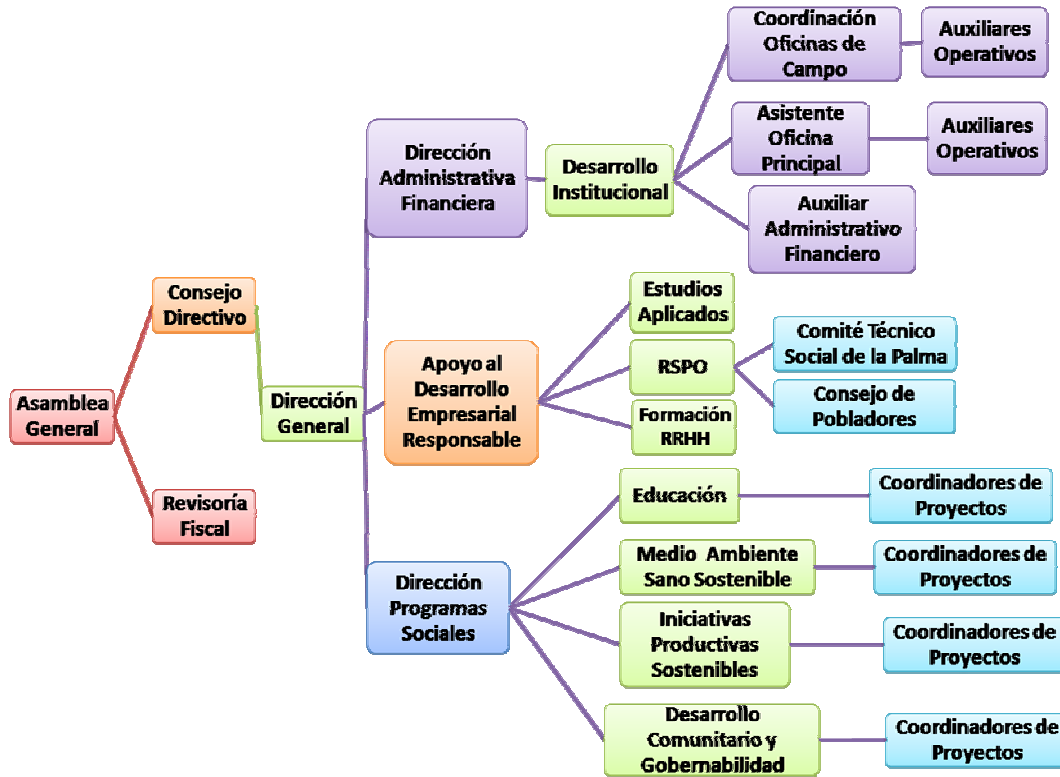 Asamblea
General
Consejo
Directivo
Revisoría
Fiscal
Dirección
General
Dirección
Administrativa
Financiera
Desarrollo
Institucional
Coordinación
Oficinas de
Campo
Auxiliares
Operativos
Asistente
Oficina
Principal
Auxiliares
Operativos
Auxiliar
Administrativo
Financiero
Apoyo al
Desarrollo
Empresarial
Responsable
Estudios
Aplicados
RSPO
Comité Técnico
Social de la Palma
Consejo de
Pobladores
Formación
RRHH
Dirección
Programas
Sociales
Educación
Coordinadores de
Proyectos
Medio Ambiente
Sano Sostenible
Coordinadores de
Proyectos
Iniciativas
Productivas
Sostenibles
Coordinadores de
Proyectos
Desarrollo
Comunitario y
Gobernabilidad
Coordinadores de
Proyectos